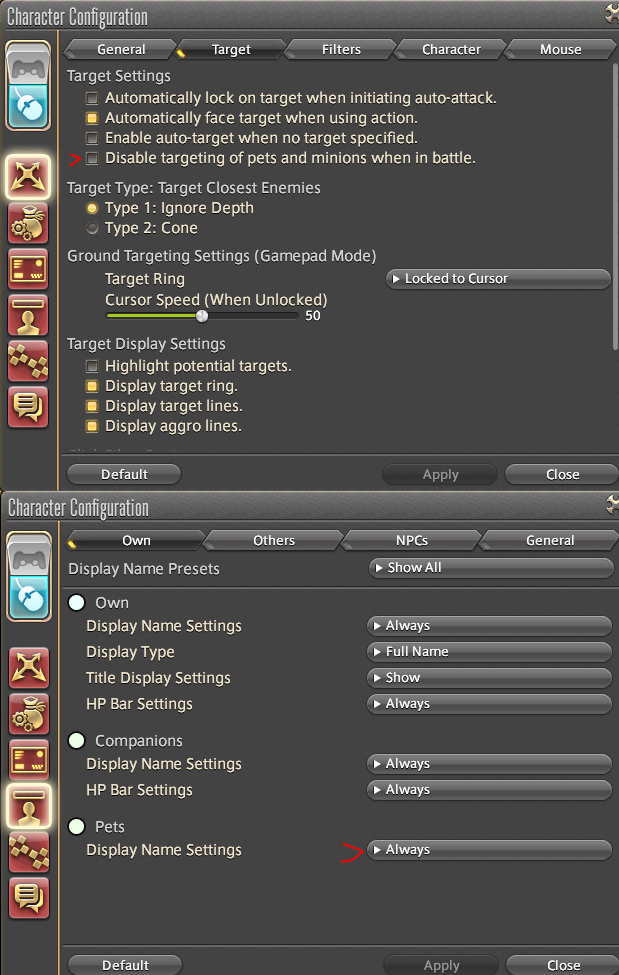 Character Configuration
General Target Filters Character Mouse
Target Settings
Automatically lock on target when initiating auto-attack.
Automatically face target when using action.
Enable auto-target when no target specified.
Disable targeting of pets and minions when in battle.
Target Type: Target Closest Enemies
Type 1: Ignore Depth
Type 2: Cone
Ground Targeting Settings (Gamepad Mode)
Target Ring Locked to Cursor
Cursor Speed (When Unlocked)
50
Target Display Settings
Highlight potential targets.
Display target ring.
Display target lines.
Display aggro lines.
Default Apply Close
Character Configuration
Own Others NPCs General
Display Name Presets Show All
Own
Display Name Settings Always
Display Type Full Name
Title Display Settings Show
HP Bar Settings Always
Companions
Display Name Settings Always
HP Bar Settings Always
Pets
Display Name Settings Always
Default Apply Close